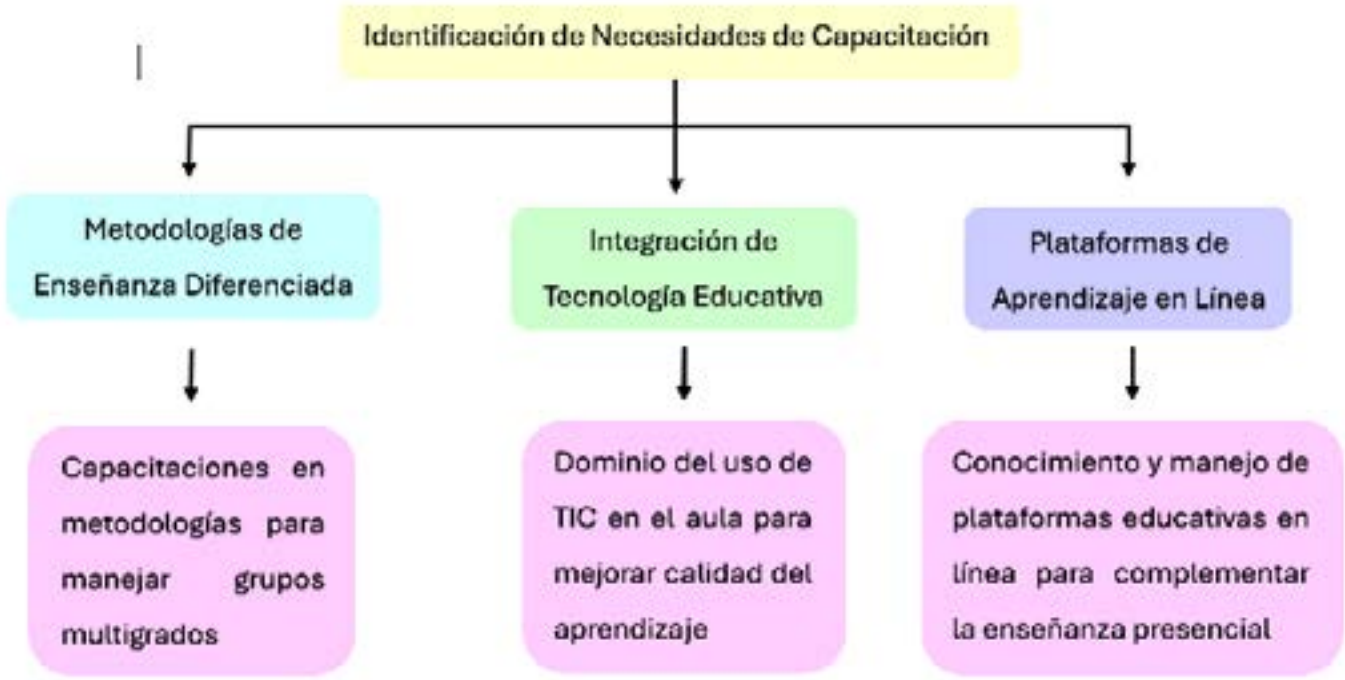 Identificación de Necesidades de Capacitación
Metodologías de
Enseñanza Diferenciada
Integración de
Tecnología Educativa
Plataformas de
Aprendizaje en Línea
Capacitaciones en
metodologías para
manejar grupos
multigrados
Dominio del uso de
TIC en el aula para
mejorar calidad del
aprendizaje
Conocimiento y manejo de
plataformas educativas en
línea para complementar
la enseñanza presencial